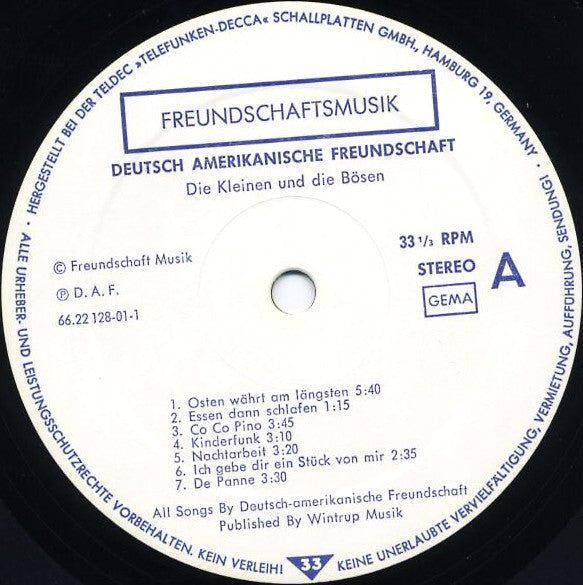 · HERGESTELLT BEI DER TELDEC »TELEFUNKEN-DECCA« SCHALLPLATTEN GMBH., HAMBURG 19, GERMANY ·
FREUNDSCHAFTSMUSIK
DEUTSCH AMERIKANISCHE FREUNDSCHAFT
Die Kleinen und die Bösen
© Freundschaft Musik
℗ D. A. F.
66.22 128-01-1
33 1/3 RPM
STEREO
A
GEMA
1. Osten währt am längsten 5:40
2. Essen dann schlafen 1:15
3. Co Co Pino 3:45
4. Kinderfunk 3:10
5. Nachtarbeit 3:20
6. Ich gebe dir ein Stück von mir 2:35
7. De Panne 3:30
All Songs By Deutsch-amerikanische Freundschaft
Published By Wintrup Musik
ALLE URHEBER- UND LEISTUNGSSCHUTZRECHTE VORBEHALTEN. KEIN VERLEIH!
33
KEINE UNERLAUBTE VERVIELFÄLTIGUNG, VERMIETUNG, AUFFÜHRUNG, SENDUNG!